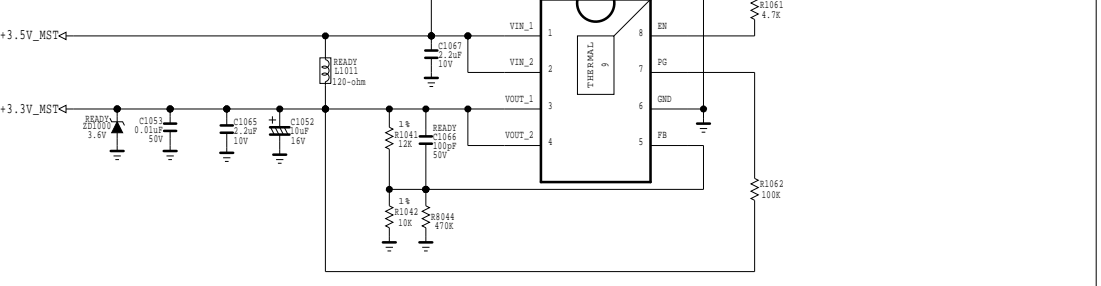 R1061
4.7K
VIN_1
1
8
EN
+3.5V_MST
C1067
2.2uF
10V
READY
L1011
120-ohm
VIN_2
2
THERMAL
9
7
PG
+3.3V_MST
VOUT_1
3
6
GND
READY
ZD1000
3.6V
C1053
0.01uF
50V
C1065
2.2uF
10V
C1052
10uF
16V
1%
R1041
12K
READY
C1066
100pF
50V
VOUT_2
4
5
FB
R1062
100K
1%
R1042
10K
R8044
470K